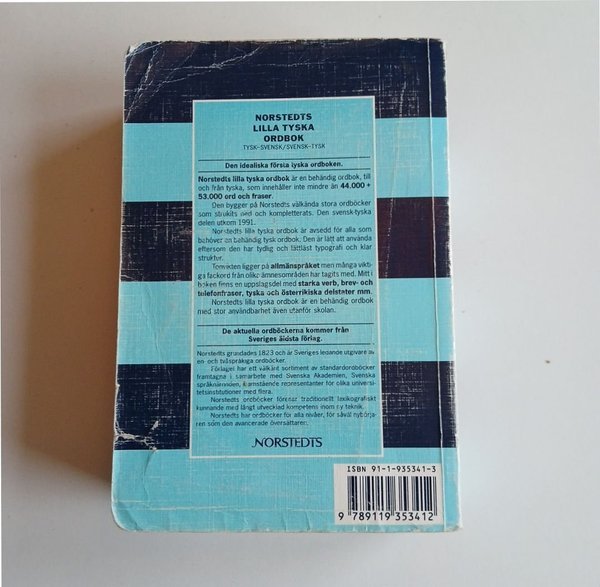 NORSTEDTS
LILLA TYSKA
ORDBOK
TYSK-SVENSK/SVENSK-TYSK
Den idealiska första tyska ordboken.
Norstedts lilla tyska ordbok är en behändig ordbok, till
och från tyska, som innehåller inte mindre än 44.000 +
53.000 ord och fraser.
Den bygger på Norstedts välkända stora ordböcker
som strukits ned och kompletterats. Den svensk-tyska
delen utkom 1991.
Norstedts lilla tyska ordbok är avsedd för alla som
behöver en behändig tysk ordbok. Den är lätt att använda
eftersom den har tydlig och lättläst typografi och klar
struktur.
Tonvikten ligger på allmänspråket men många vikti-
ga fackord från olika ämnesområden har tagits med. Mitt i
boken finns en uppslagsdel med starka verb, brev- och
telefonfraser, tyska och österrikiska delstater mm.
Norstedts lilla tyska ordbok är en behändig ordbok
med stor användbarhet även utanför skolan.
De aktuella ordböckerna kommer från
Sveriges äldsta förlag.
Norstedts grundades 1823 och är Sveriges ledande utgivare av
en- och tvåspråkiga ordböcker.
Förlaget har ett välkänt sortiment av standardordböcker
framtagna i samarbete med Svenska Akademien, Svenska
språknämnden, framstående representanter för olika universi-
tetsinstitutioner med flera.
Norstedts ordböcker förenar traditionellt lexikografiskt
kunnande med långt utvecklad kompetens inom ny teknik.
Norstedts har ordböcker för alla nivåer, för såväl nybörja-
ren som den avancerade översättaren.
NORSTEDTS
ISBN 91-1-935341-3
9 789119 353412